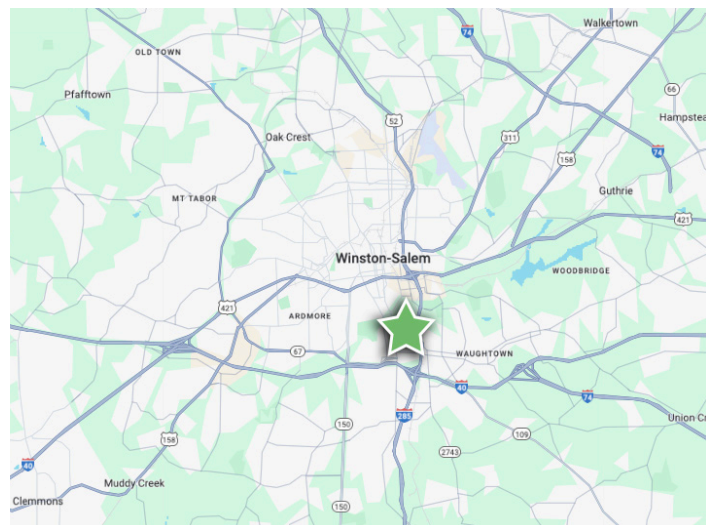 74
Walkertown
OLD TOWN
66
Pfafftown
52
Hampstead
Oak Crest
311
158
74
Guthrie
MT TABOR
421
Winston-Salem
WOODBRIDGE
421
ARDMORE
67
WAUGHTOWN
40
74
285
150
Union Cr
158
109
2743
40
Muddy Creek
Clemmons
150